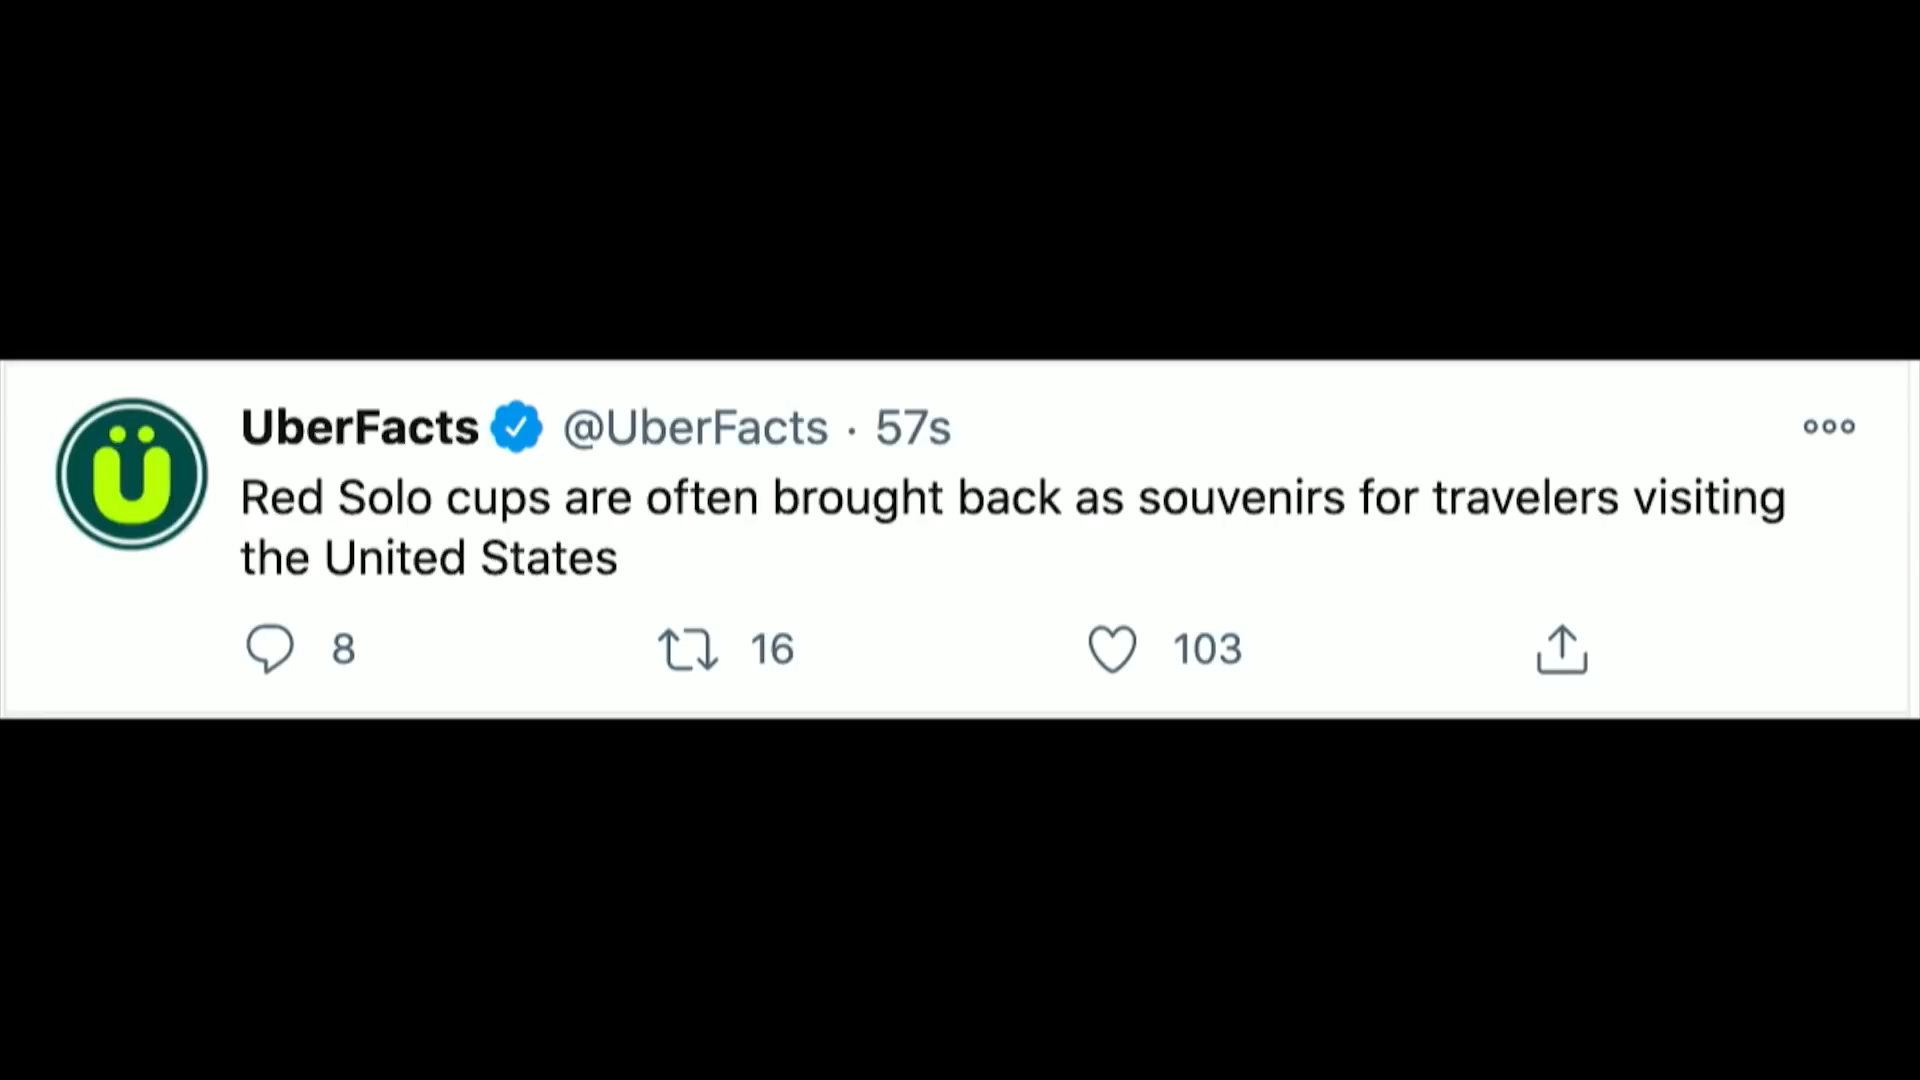 UberFacts @UberFacts · 57s
Red Solo cups are often brought back as souvenirs for travelers visiting
the United States
8 16 103